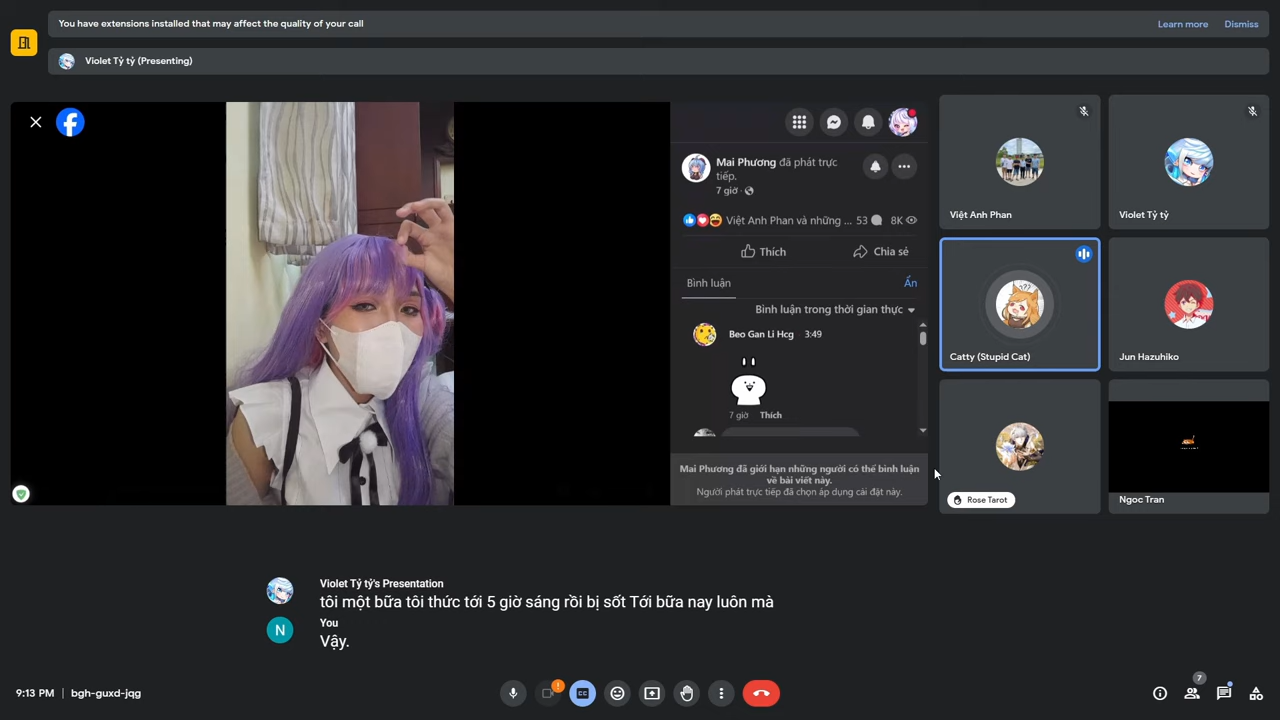 You have extensions installed that may affect the quality of your call
Learn more
Dismiss
Violet Tỷ tỷ (Presenting)
Mai Phương đã phát trực
tiếp.
7 giờ ·
Việt Anh Phan và những ... 53 8K
Thích
Chia sẻ
Bình luận
Ẩn
Bình luận trong thời gian thực
Beo Gan Li Hcg 3:49
7 giờ Thích
Mai Phương đã giới hạn những người có thể bình luận
về bài viết này.
Người phát trực tiếp đã chọn áp dụng cài đặt này.
Việt Anh Phan
Violet Tỷ tỷ
Catty (Stupid Cat)
Jun Hazuhiko
Rose Tarot
Ngoc Tran
Violet Tỷ tỷ's Presentation
tôi một bữa tôi thức tới 5 giờ sáng rồi bị sốt Tới bữa nay luôn mà
N
You
Vậy.
9:13 PM | bgh-guxd-jqg
CC
7